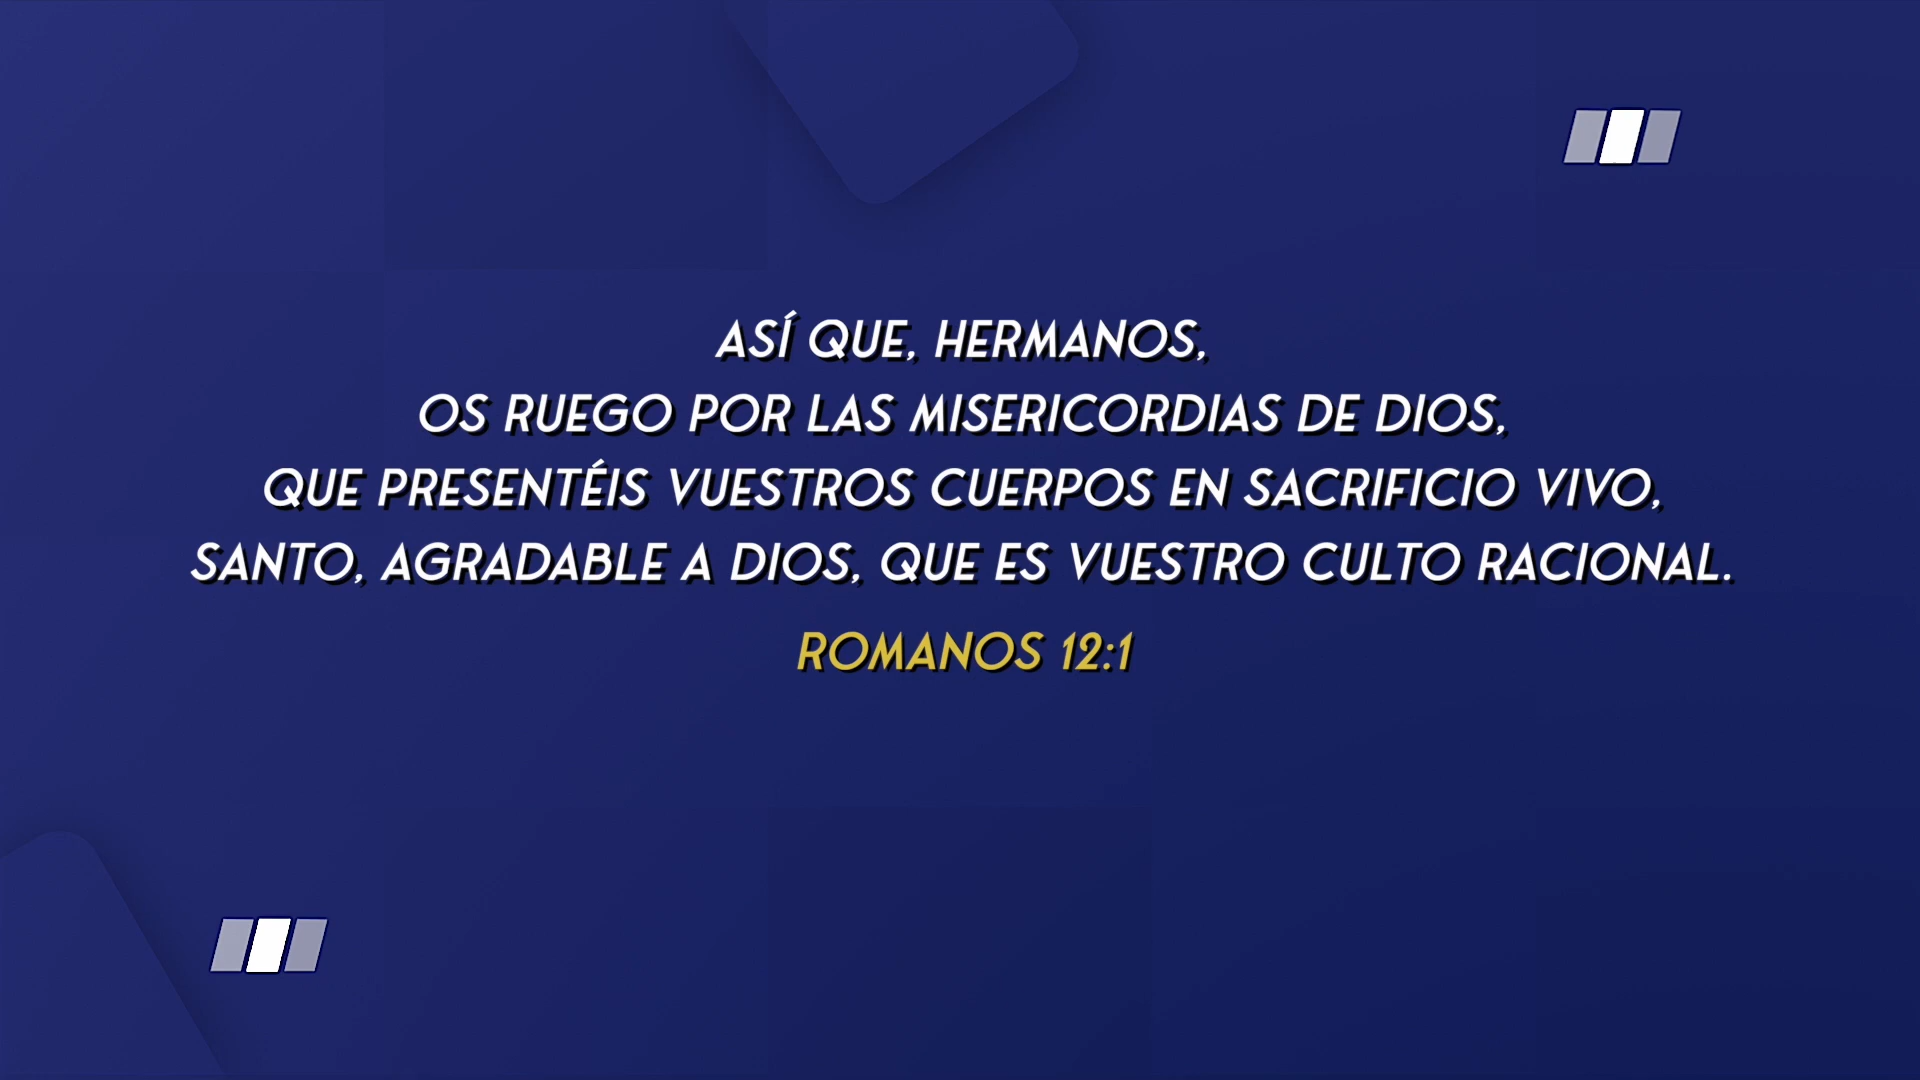 ASÍ QUE, HERMANOS,
OS RUEGO POR LAS MISERICORDIAS DE DIOS,
QUE PRESENTÉIS VUESTROS CUERPOS EN SACRIFICIO VIVO,
SANTO, AGRADABLE A DIOS, QUE ES VUESTRO CULTO RACIONAL.
ROMANOS 12:1